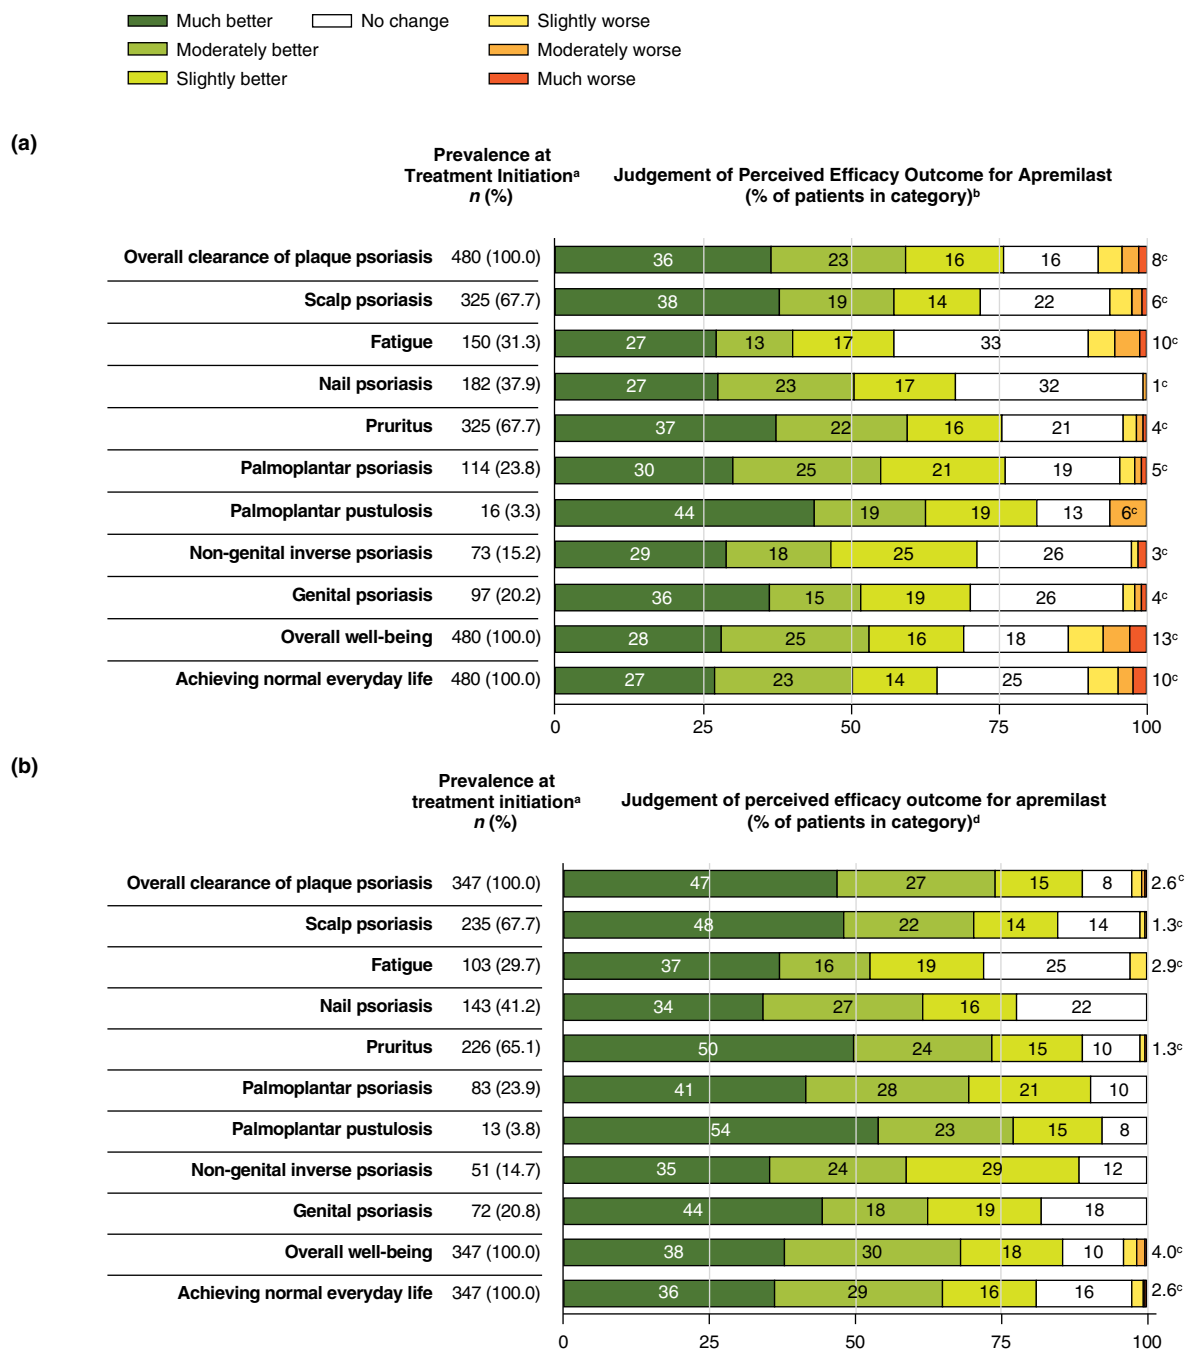 Much better No change Slightly worse
Moderately better Moderately worse
Slightly better Much worse
(a)
Prevalence at
Treatment Initiationᵃ
n (%)
Judgement of Perceived Efficacy Outcome for Apremilast
(% of patients in category)ᵇ
Overall clearance of plaque psoriasis 480 (100.0) 36 23 16 16 8ᶜ
Scalp psoriasis 325 (67.7) 38 19 14 22 6ᶜ
Fatigue 150 (31.3) 27 13 17 33 10ᶜ
Nail psoriasis 182 (37.9) 27 23 17 32 1ᶜ
Pruritus 325 (67.7) 37 22 16 21 4ᶜ
Palmoplantar psoriasis 114 (23.8) 30 25 21 19 5ᶜ
Palmoplantar pustulosis 16 (3.3) 44 19 19 13 6ᶜ
Non-genital inverse psoriasis 73 (15.2) 29 18 25 26 3ᶜ
Genital psoriasis 97 (20.2) 36 15 19 26 4ᶜ
Overall well-being 480 (100.0) 28 25 16 18 13ᶜ
Achieving normal everyday life 480 (100.0) 27 23 14 25 10ᶜ
0 25 50 75 100
(b)
Prevalence at
treatment initiationᵃ
n (%)
Judgement of perceived efficacy outcome for apremilast
(% of patients in category)ᵈ
Overall clearance of plaque psoriasis 347 (100.0) 47 27 15 8 2.6ᶜ
Scalp psoriasis 235 (67.7) 48 22 14 14 1.3ᶜ
Fatigue 103 (29.7) 37 16 19 25 2.9ᶜ
Nail psoriasis 143 (41.2) 34 27 16 22
Pruritus 226 (65.1) 50 24 15 10 1.3ᶜ
Palmoplantar psoriasis 83 (23.9) 41 28 21 10
Palmoplantar pustulosis 13 (3.8) 54 23 15 8
Non-genital inverse psoriasis 51 (14.7) 35 24 29 12
Genital psoriasis 72 (20.8) 44 18 19 18
Overall well-being 347 (100.0) 38 30 18 10 4.0ᶜ
Achieving normal everyday life 347 (100.0) 36 29 16 16 2.6ᶜ
0 25 50 75 100